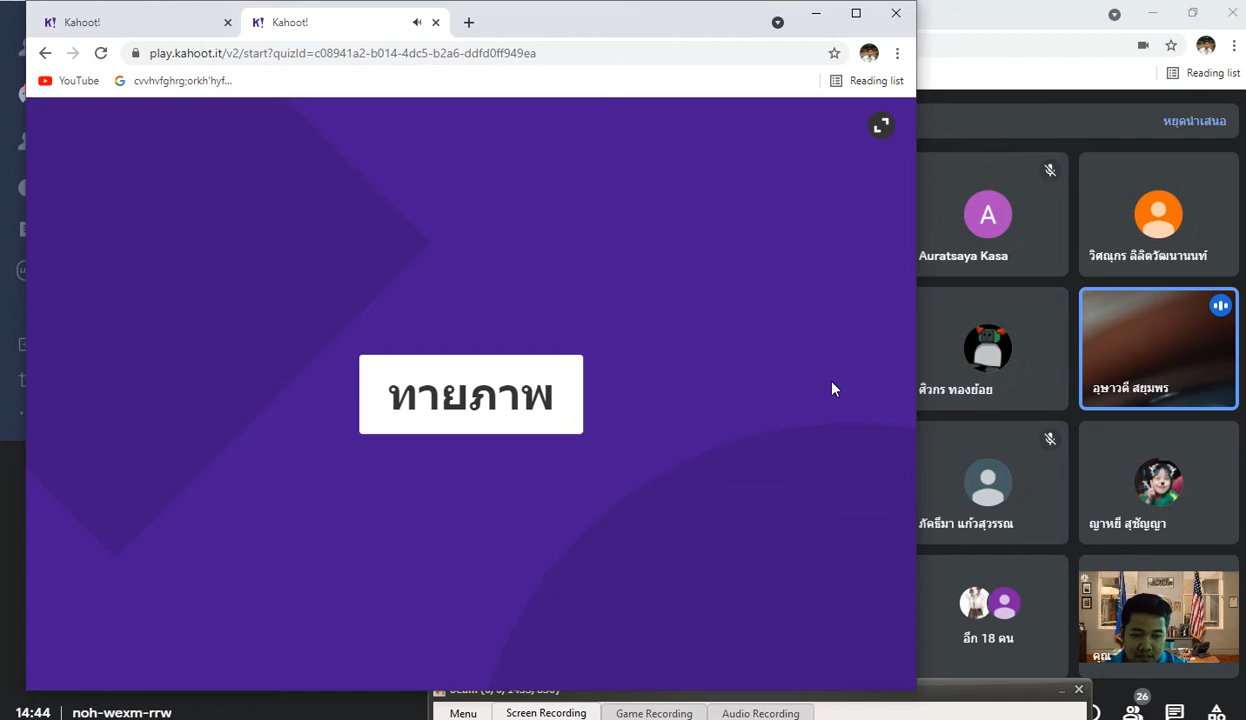 K! Kahoot!
K! Kahoot!
play.kahoot.it/v2/start?quizId=c08941a2-b014-4dc5-b2a6-ddfd0ff949ea
YouTube
cvvhvfghrg;orkh'hyf...
Reading list
Reading list
หยุดนำเสนอ
ทายภาพ
A
Auratsaya Kasa
วิศณุกร ลิลิตวัฒนานนท์
ศิวกร ทองย้อย
อุษาวดี สยุมพร
ภัคธีมา แก้วสุวรรณ
ญาหยี สุชัญญา
อีก 18 คน
คุณ
26
14:44
noh-wexm-rrw
Menu
Screen Recording
Game Recording
Audio Recording